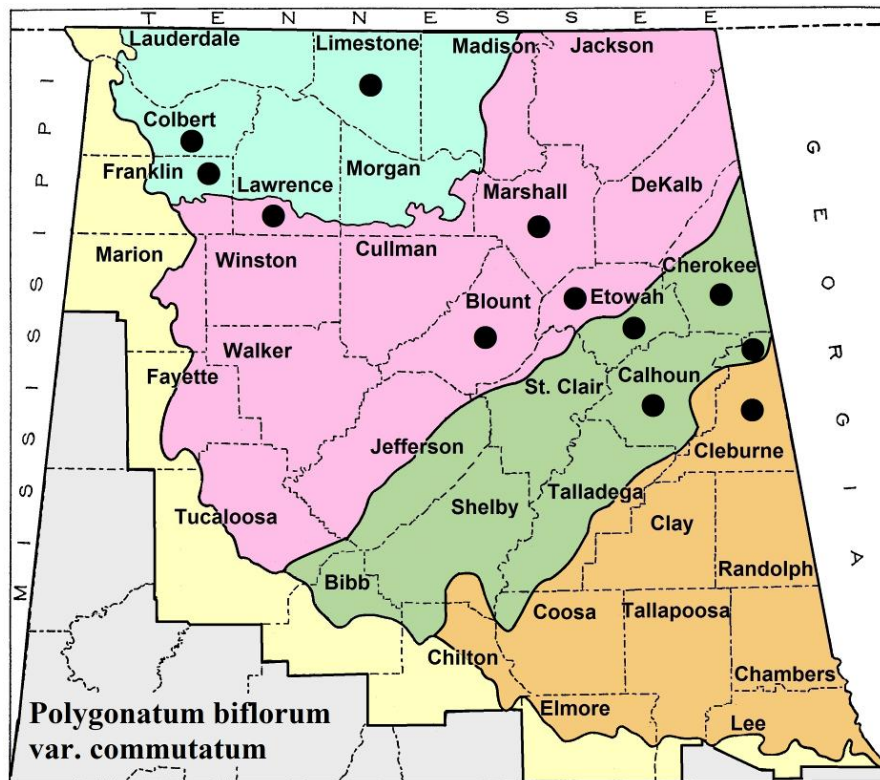 T E N N E S S E E
Lauderdale
Limestone
Madison
Jackson
Colbert
Franklin
Lawrence
Morgan
Marshall
DeKalb
Marion
Winston
Cullman
Cherokee
Blount
Etowah
Walker
Fayette
St. Clair
Calhoun
Jefferson
Cleburne
Tucaloosa
Shelby
Talladega
Clay
Bibb
Randolph
Coosa
Tallapoosa
Chilton
Chambers
Elmore
Lee
M I S S I S S I P P I
G E O R G I A
Polygonatum biflorum
var. commutatum